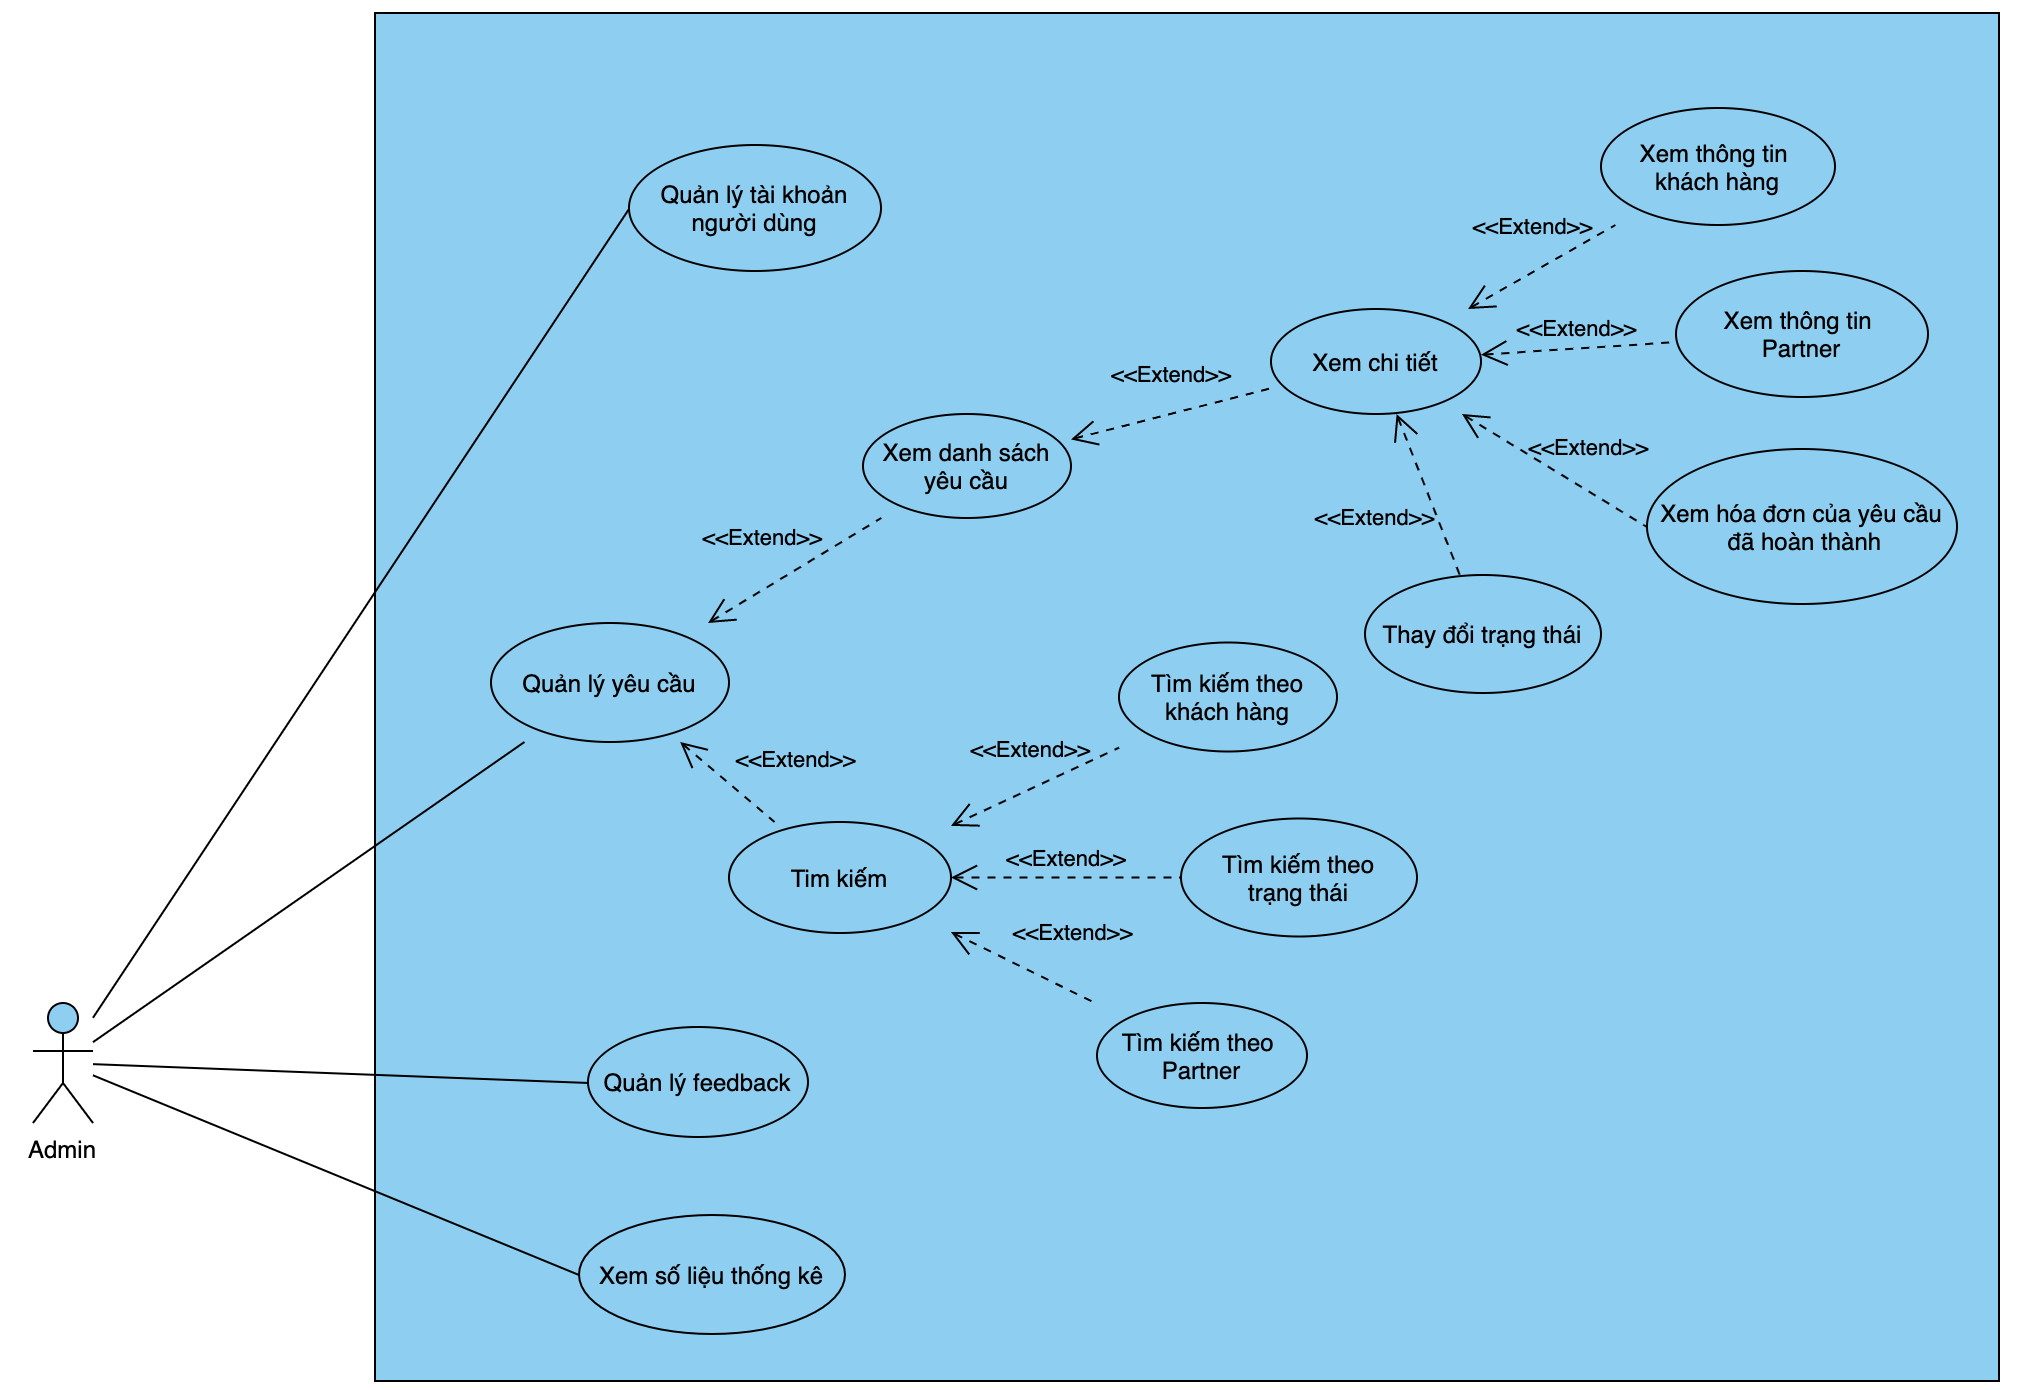 Xem thông tin
khách hàng
Quản lý tài khoản
người dùng
<<Extend>>
Xem thông tin
Partner
<<Extend>>
Xem chi tiết
<<Extend>>
Xem danh sách
yêu cầu
<<Extend>>
Xem hóa đơn của yêu cầu
đã hoàn thành
<<Extend>>
<<Extend>>
Thay đổi trạng thái
Quản lý yêu cầu
Tìm kiếm theo
khách hàng
<<Extend>>
<<Extend>>
Tim kiếm
<<Extend>>
Tìm kiếm theo
trạng thái
<<Extend>>
Tìm kiếm theo
Partner
Quản lý feedback
Admin
Xem số liệu thống kê